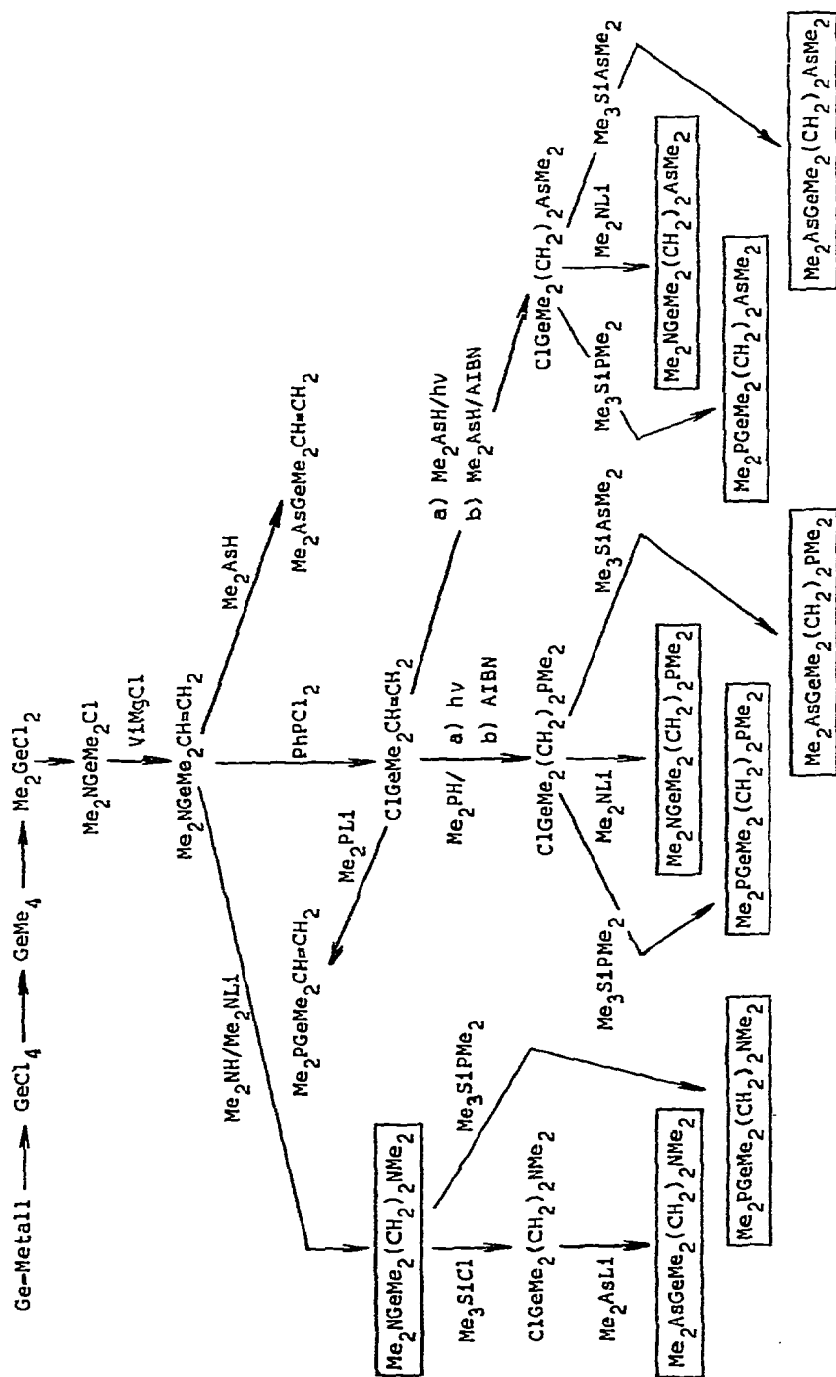 Ge-Metall → GeCl4 → GeMe4 → Me2GeCl2
Me2NGeMe2Cl
ViMgCl
Me2NGeMe2CH=CH2
Me2NH/Me2NLi
PhPCl2
Me2AsH
Me2AsGeMe2CH=CH2
Me2PLi
Me2PGeMe2CH=CH2
ClGeMe2CH=CH2
Me2PH/ a) hν
b) AIBN
a) Me2AsH/hν
b) Me2AsH/AIBN
Me2NGeMe2(CH2)2NMe2
Me3SiCl
Me3SiPMe2
ClGeMe2(CH2)2NMe2
Me2AsLi
Me2AsGeMe2(CH2)2NMe2
Me2PGeMe2(CH2)2NMe2
ClGeMe2(CH2)2PMe2
Me3SiPMe2
Me2NLi
Me3SiAsMe2
Me2NGeMe2(CH2)2PMe2
Me2PGeMe2(CH2)2PMe2
Me2AsGeMe2(CH2)2PMe2
ClGeMe2(CH2)2AsMe2
Me3SiPMe2
Me2NLi
Me3SiAsMe2
Me2NGeMe2(CH2)2AsMe2
Me2PGeMe2(CH2)2AsMe2
Me2AsGeMe2(CH2)2AsMe2